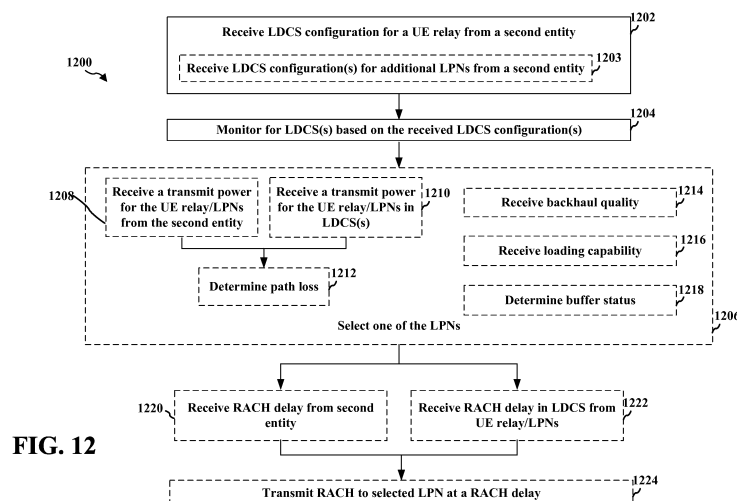 1202
Receive LDCS configuration for a UE relay from a second entity
1203
Receive LDCS configuration(s) for additional LPNs from a second entity
1200
1204
Monitor for LDCS(s) based on the received LDCS configuration(s)
1208
Receive a transmit power
for the UE relay/LPNs
from the second entity
1210
Receive a transmit power
for the UE relay/LPNs in
LDCS(s)
1214
Receive backhaul quality
1216
Receive loading capability
1212
Determine path loss
1218
Determine buffer status
Select one of the LPNs
1206
1220
Receive RACH delay from second
entity
1222
Receive RACH delay in LDCS from
UE relay/LPNs
FIG. 12
1224
Transmit RACH to selected LPN at a RACH delay